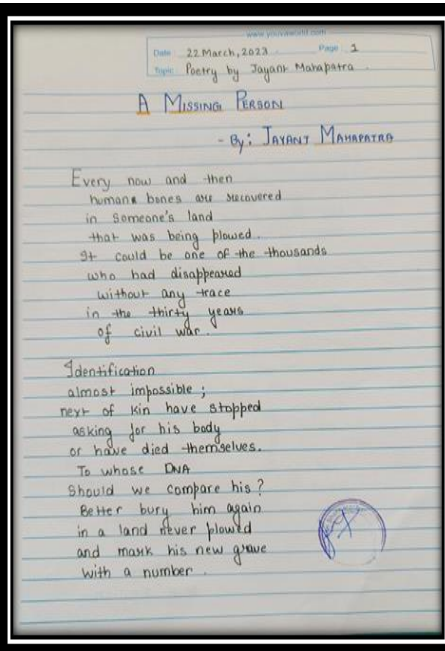 www.youvaworld.com
Date 22 March, 2023 Page 1
Topic Poetry by Jayant Mahapatra
A MISSING PERSON
- By: JAYANT MAHAPATRA
Every now and then
human bones are recovered
in someone's land
that was being plowed.
It could be one of the thousands
who had disappeared
without any trace
in the thirty years
of civil war.
Identification
almost impossible;
next of kin have stopped
asking for his body
or have died themselves.
To whose DNA
Should we compare his?
Better bury him again
in a land never plowed
and mark his new grave
with a number.